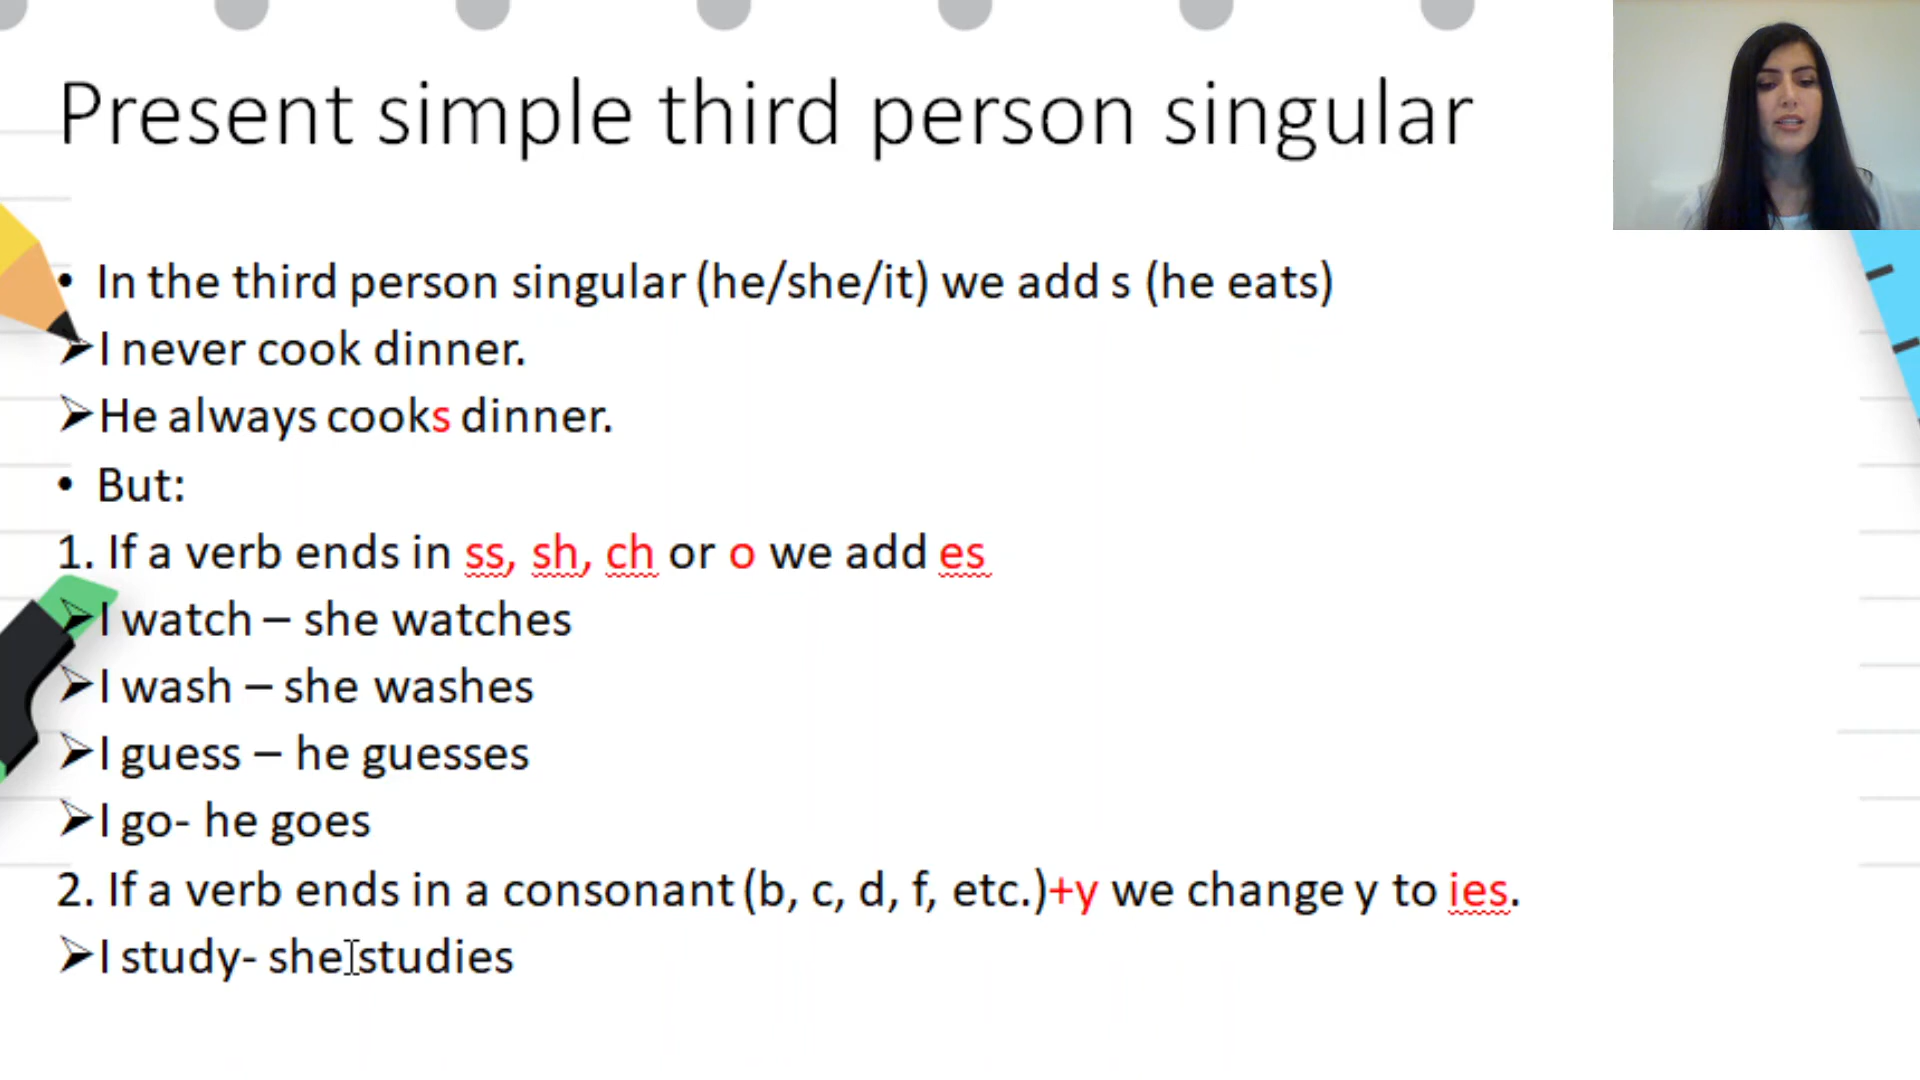 Present simple third person singular
• In the third person singular (he/she/it) we add s (he eats)
➢I never cook dinner.
➢He always cooks dinner.
• But:
1. If a verb ends in ss, sh, ch or o we add es
➢I watch – she watches
➢I wash – she washes
➢I guess – he guesses
➢I go- he goes
2. If a verb ends in a consonant (b, c, d, f, etc.)+y we change y to ies.
➢I study- she studies